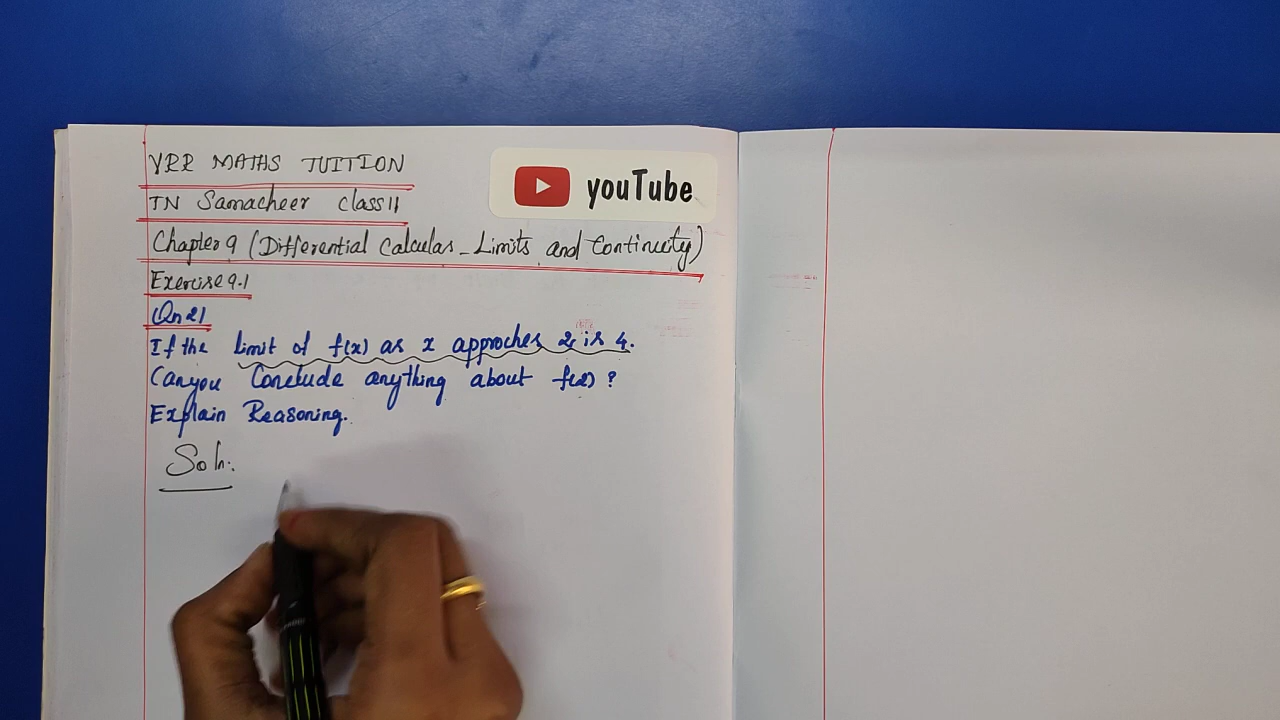 VRR MATHS TUITION
youTube
TN Samacheer class 11
Chapter 9 (Differential Calculas - Limits and Continuity)
Exercise 9.1
Qn 21
If the limit of f(x) as x approches 2, is 4.
Can you Conclude anything about f(2) ?
Explain Reasoning.
Soln: